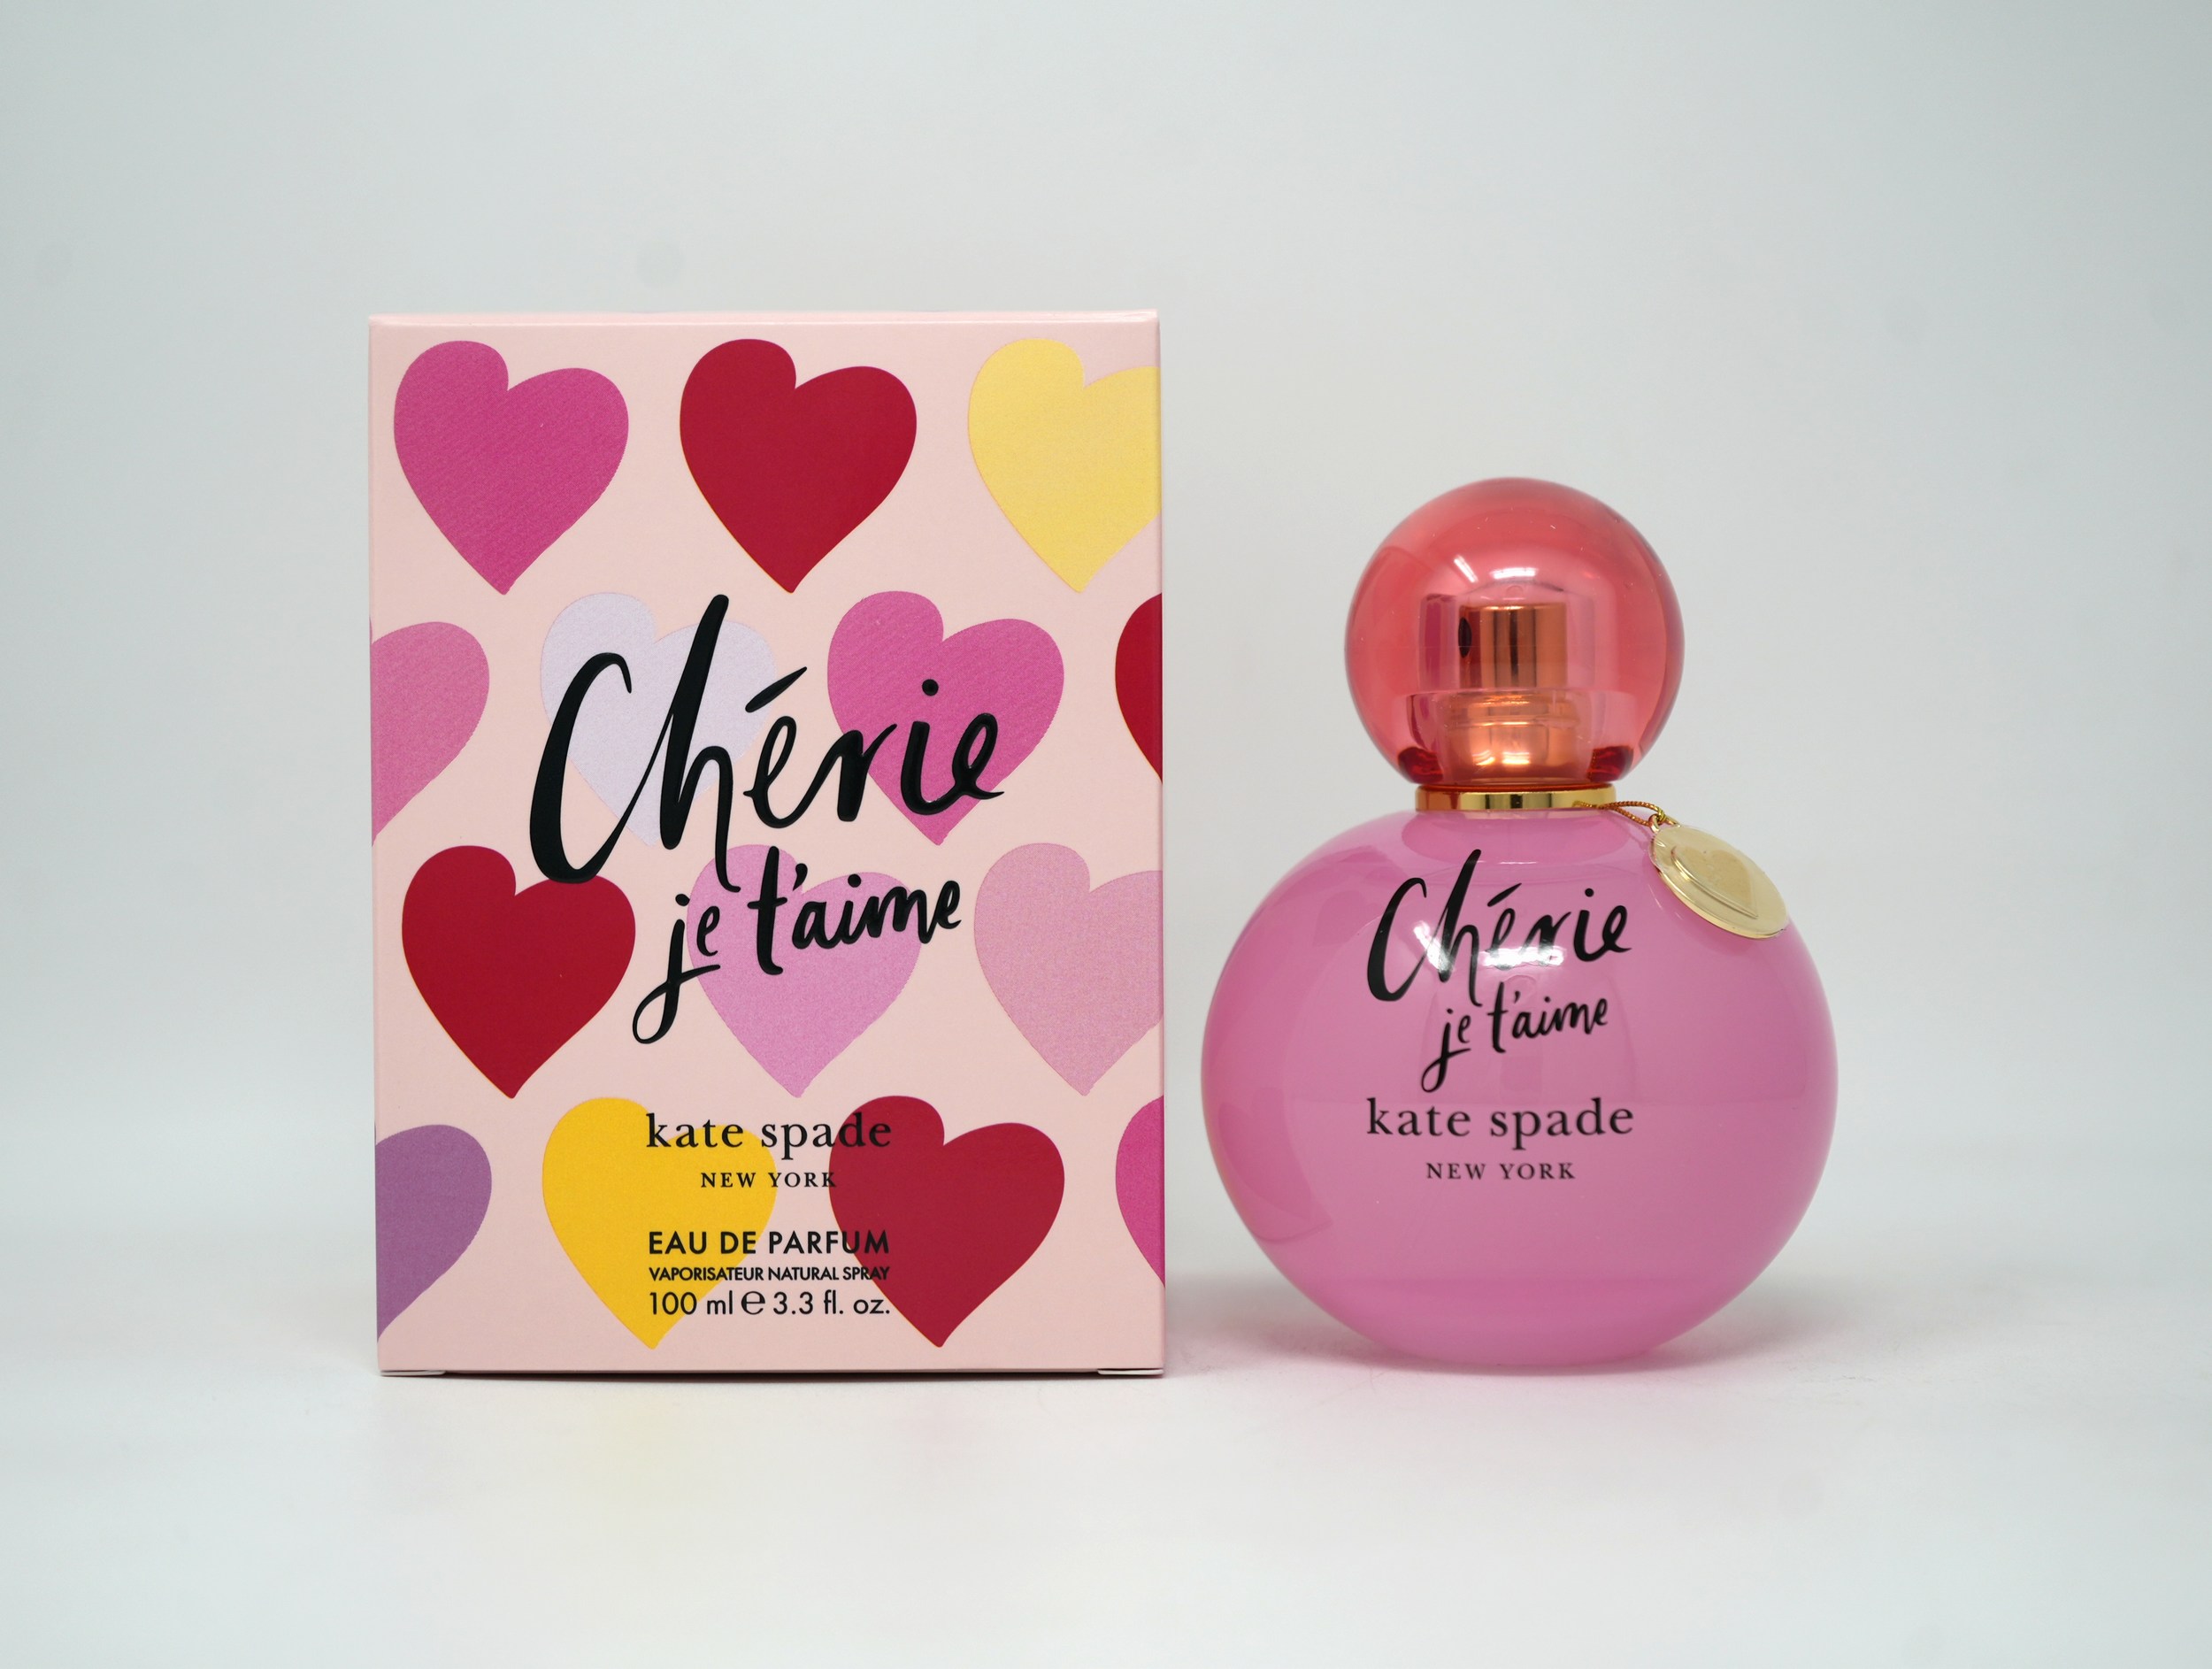 Chérie
je t'aime
kate spade
NEW YORK
EAU DE PARFUM
VAPORISATEUR NATURAL SPRAY
100 ml ℮ 3.3 fl. oz.
Chérie
je t'aime
kate spade
NEW YORK